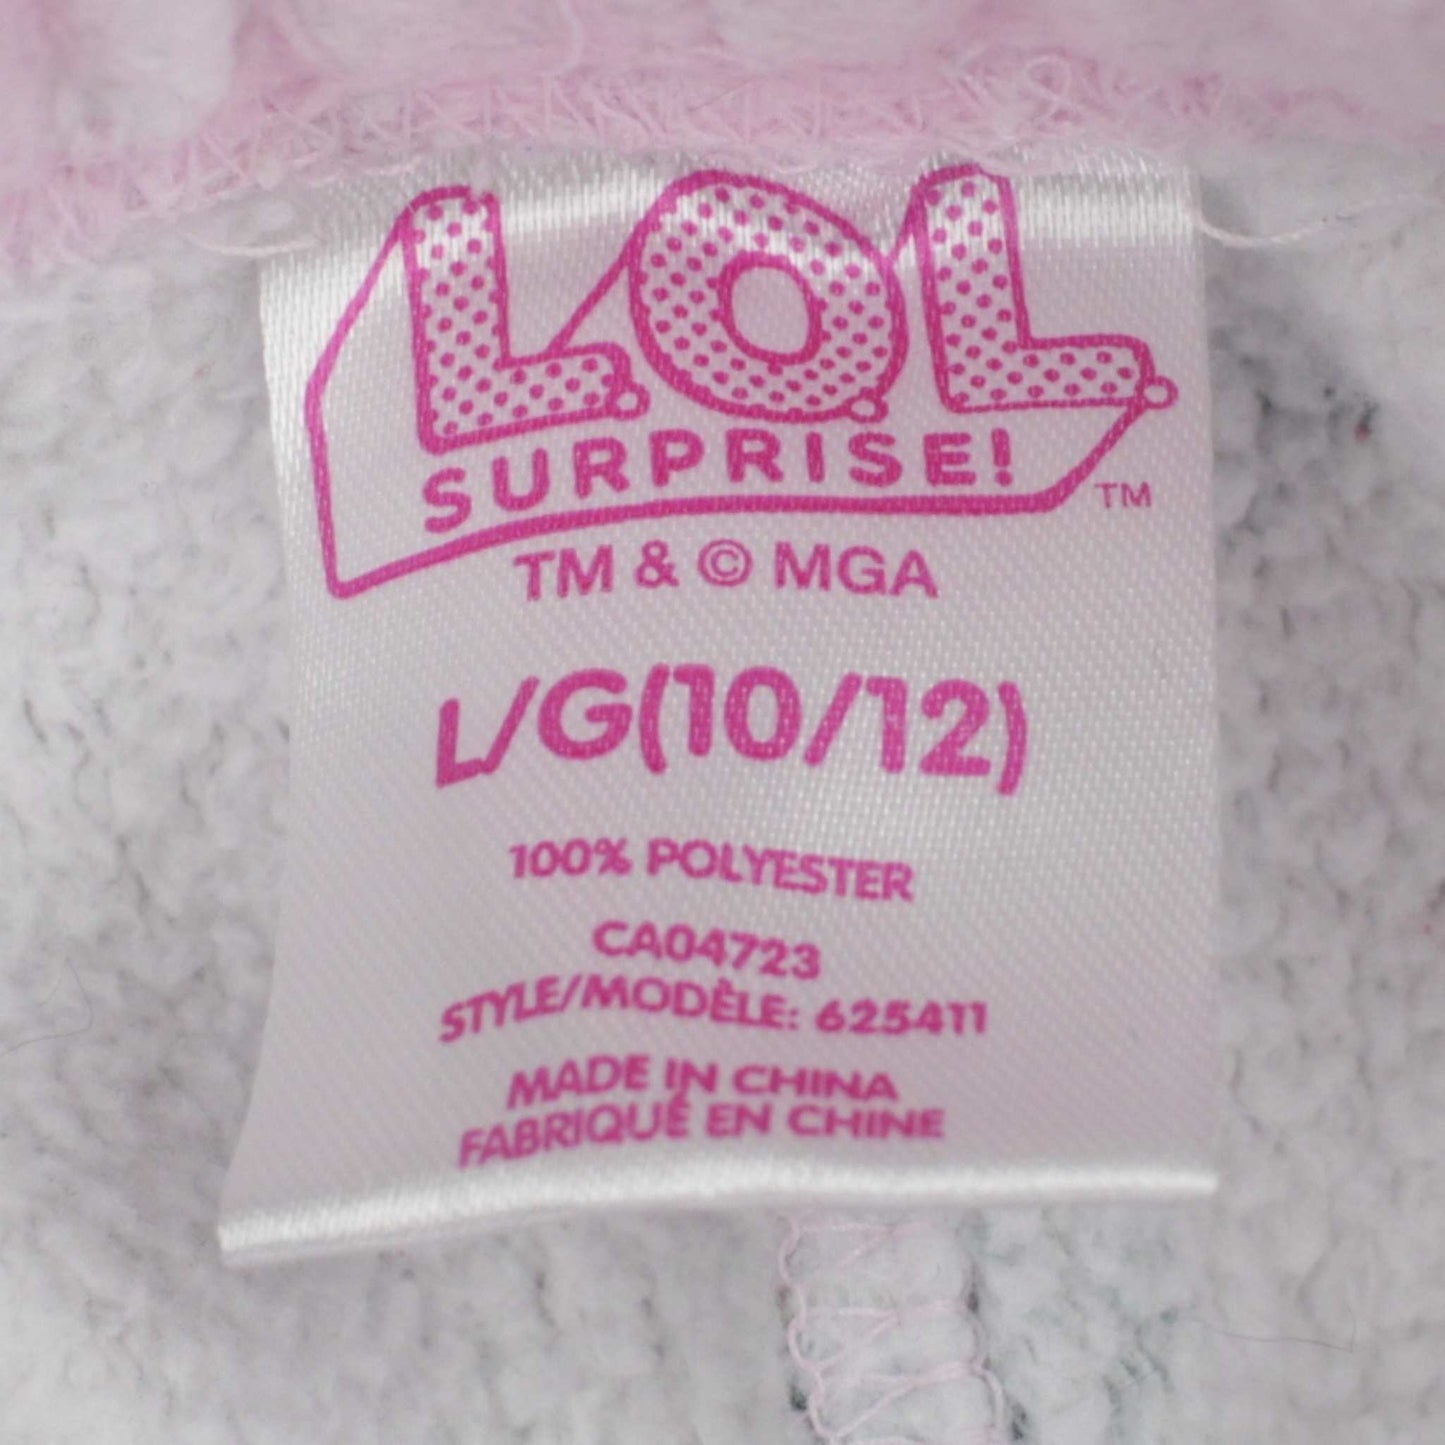 L.O.L.
SURPRISE!
TM
TM & © MGA
L/G(10/12)
100% POLYESTER
CA04723
STYLE/MODÈLE: 625411
MADE IN CHINA
FABRIQUÉ EN CHINE